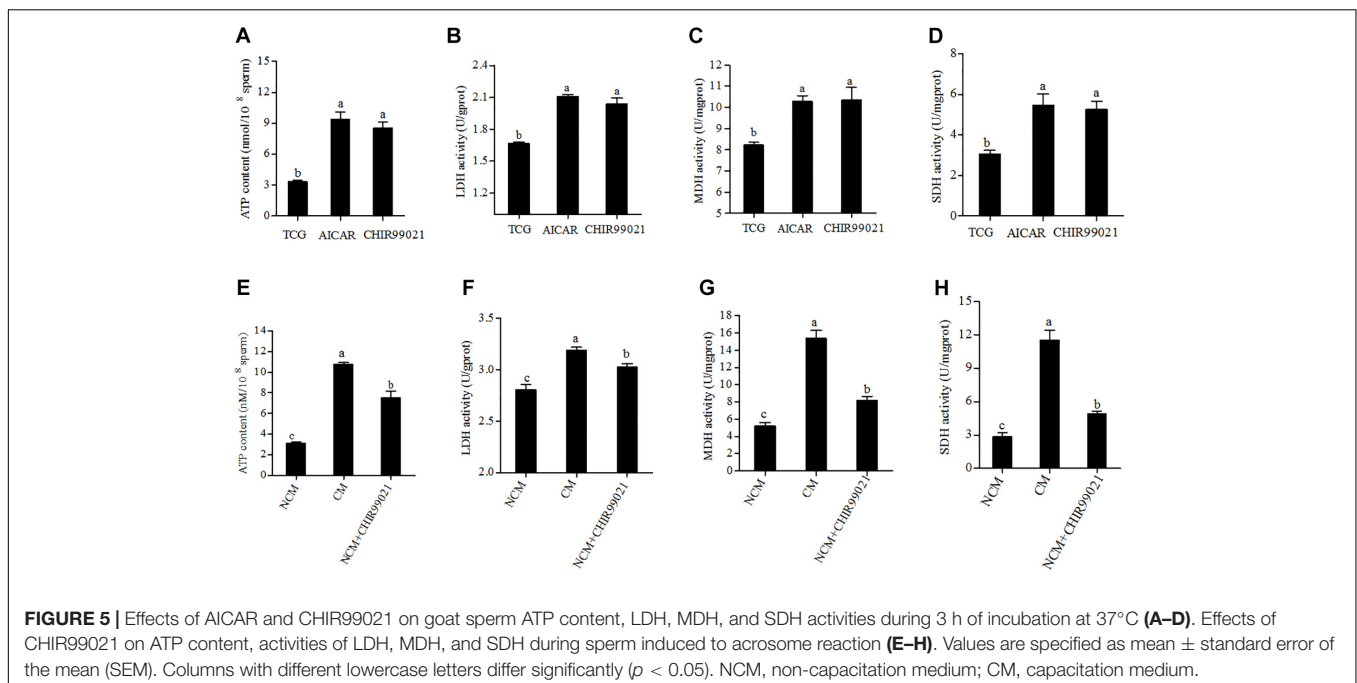 A
ATP content (nmol/10 8 sperm)
15
12
9
6
3
0
b
a
a
TCG AICAR CHIR99021
B
LDH activity (U/gprot)
2.4
2.1
1.8
1.6
1.2
b
a
a
TCG AICAR CHIR99021
C
MDH activity (U/mgprot)
12
11
10
9
8
7
6
5
b
a
a
TCG AICAR CHIR99021
D
SDH activity (U/mgprot)
8
6
4
2
0
b
a
a
TCG AICAR CHIR99021
E
ATP content (nM/10 8 sperm)
14
12
10
8
6
4
2
0
c
a
b
NCM
CM
NCM+CHIR99021
F
LDH activity (U/gprot)
3.5
3.0
2.5
2.0
c
a
b
NCM
CM
NCM+CHIR99021
G
MDH activity (U/mgprot)
18
16
14
12
10
8
6
4
2
0
c
a
b
NCM
CM
NCM+CHIR99021
H
SDH activity (U/mgprot)
15
12
9
6
3
0
c
a
b
NCM
CM
NCM+CHIR99021
FIGURE 5 | Effects of AICAR and CHIR99021 on goat sperm ATP content, LDH, MDH, and SDH activities during 3 h of incubation at 37°C (A–D). Effects of
CHIR99021 on ATP content, activities of LDH, MDH, and SDH during sperm induced to acrosome reaction (E–H). Values are specified as mean ± standard error of
the mean (SEM). Columns with different lowercase letters differ significantly (p < 0.05). NCM, non-capacitation medium; CM, capacitation medium.